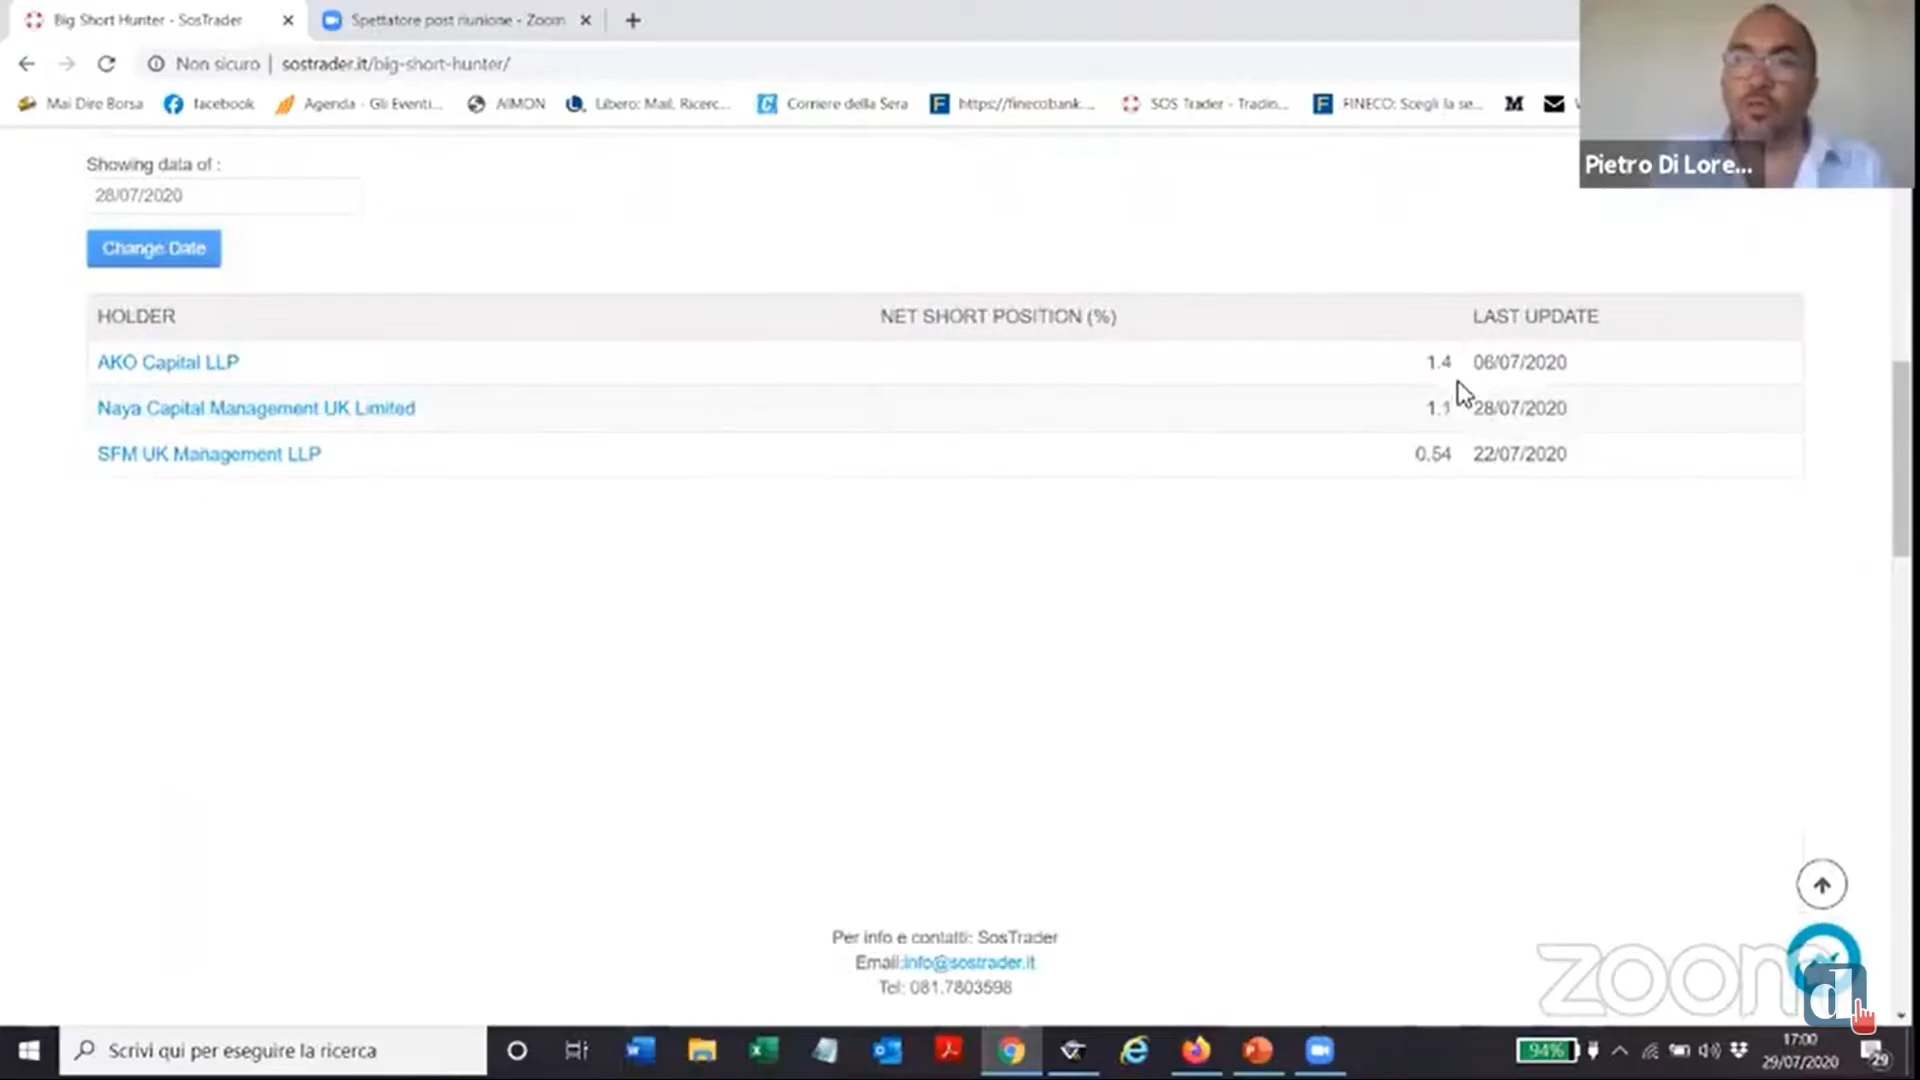 Big Short Hunter - SosTrader
Spettatore post riunione - Zoom
Non sicuro | sostrader.it/big-short-hunter/
Mai Dire Borsa
facebook
Agenda - Gli Eventi...
AIMON
Libero: Mail, Ricerc...
Corriere della Sera
https://finecobank....
SOS Trader - Tradin...
FINECO: Scegli la se...
M
Pietro Di Lore...
Showing data of :
28/07/2020
Change Date
HOLDER NET SHORT POSITION (%) LAST UPDATE
AKO Capital LLP 1.4 06/07/2020
Naya Capital Management UK Limited 1.1 28/07/2020
SFM UK Management LLP 0.54 22/07/2020
Per info e contatti: SosTrader
Email:info@sostrader.it
Tel: 081.7803598
zoom
d
Scrivi qui per eseguire la ricerca
94%
17:00
29/07/2020
29